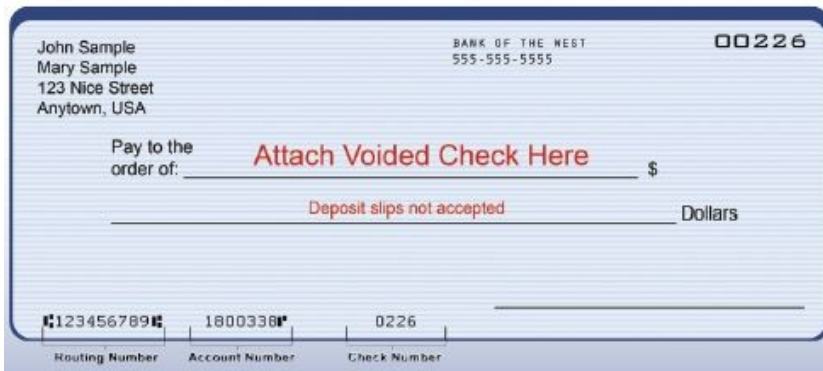 John Sample
Mary Sample
123 Nice Street
Anytown, USA
BANK OF THE WEST
555-555-5555
00226
Pay to the
order of:
Attach Voided Check Here
$
Deposit slips not accepted
Dollars
⑆123456789⑆ 1800338⑈ 0226
Routing Number Account Number Check Number